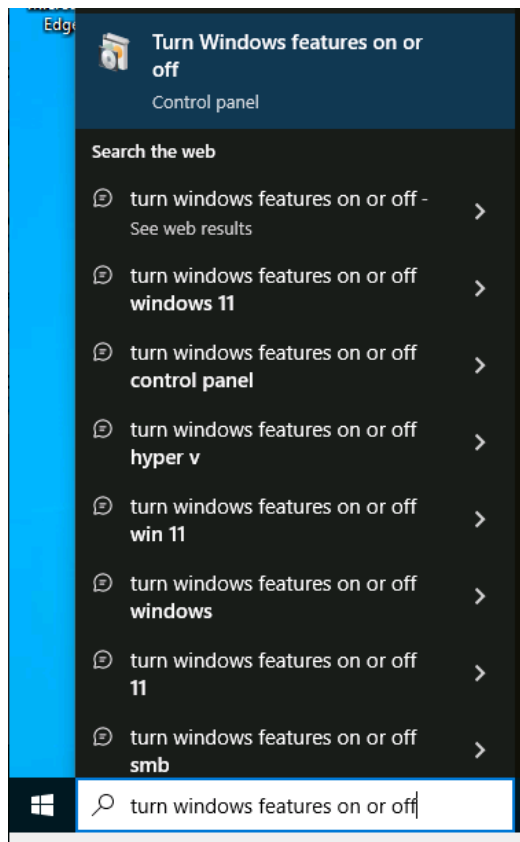 Edge
Turn Windows features on or
off
Control panel
Search the web
turn windows features on or off -
See web results
turn windows features on or off
windows 11
turn windows features on or off
control panel
turn windows features on or off
hyper v
turn windows features on or off
win 11
turn windows features on or off
windows
turn windows features on or off
11
turn windows features on or off
smb
turn windows features on or off